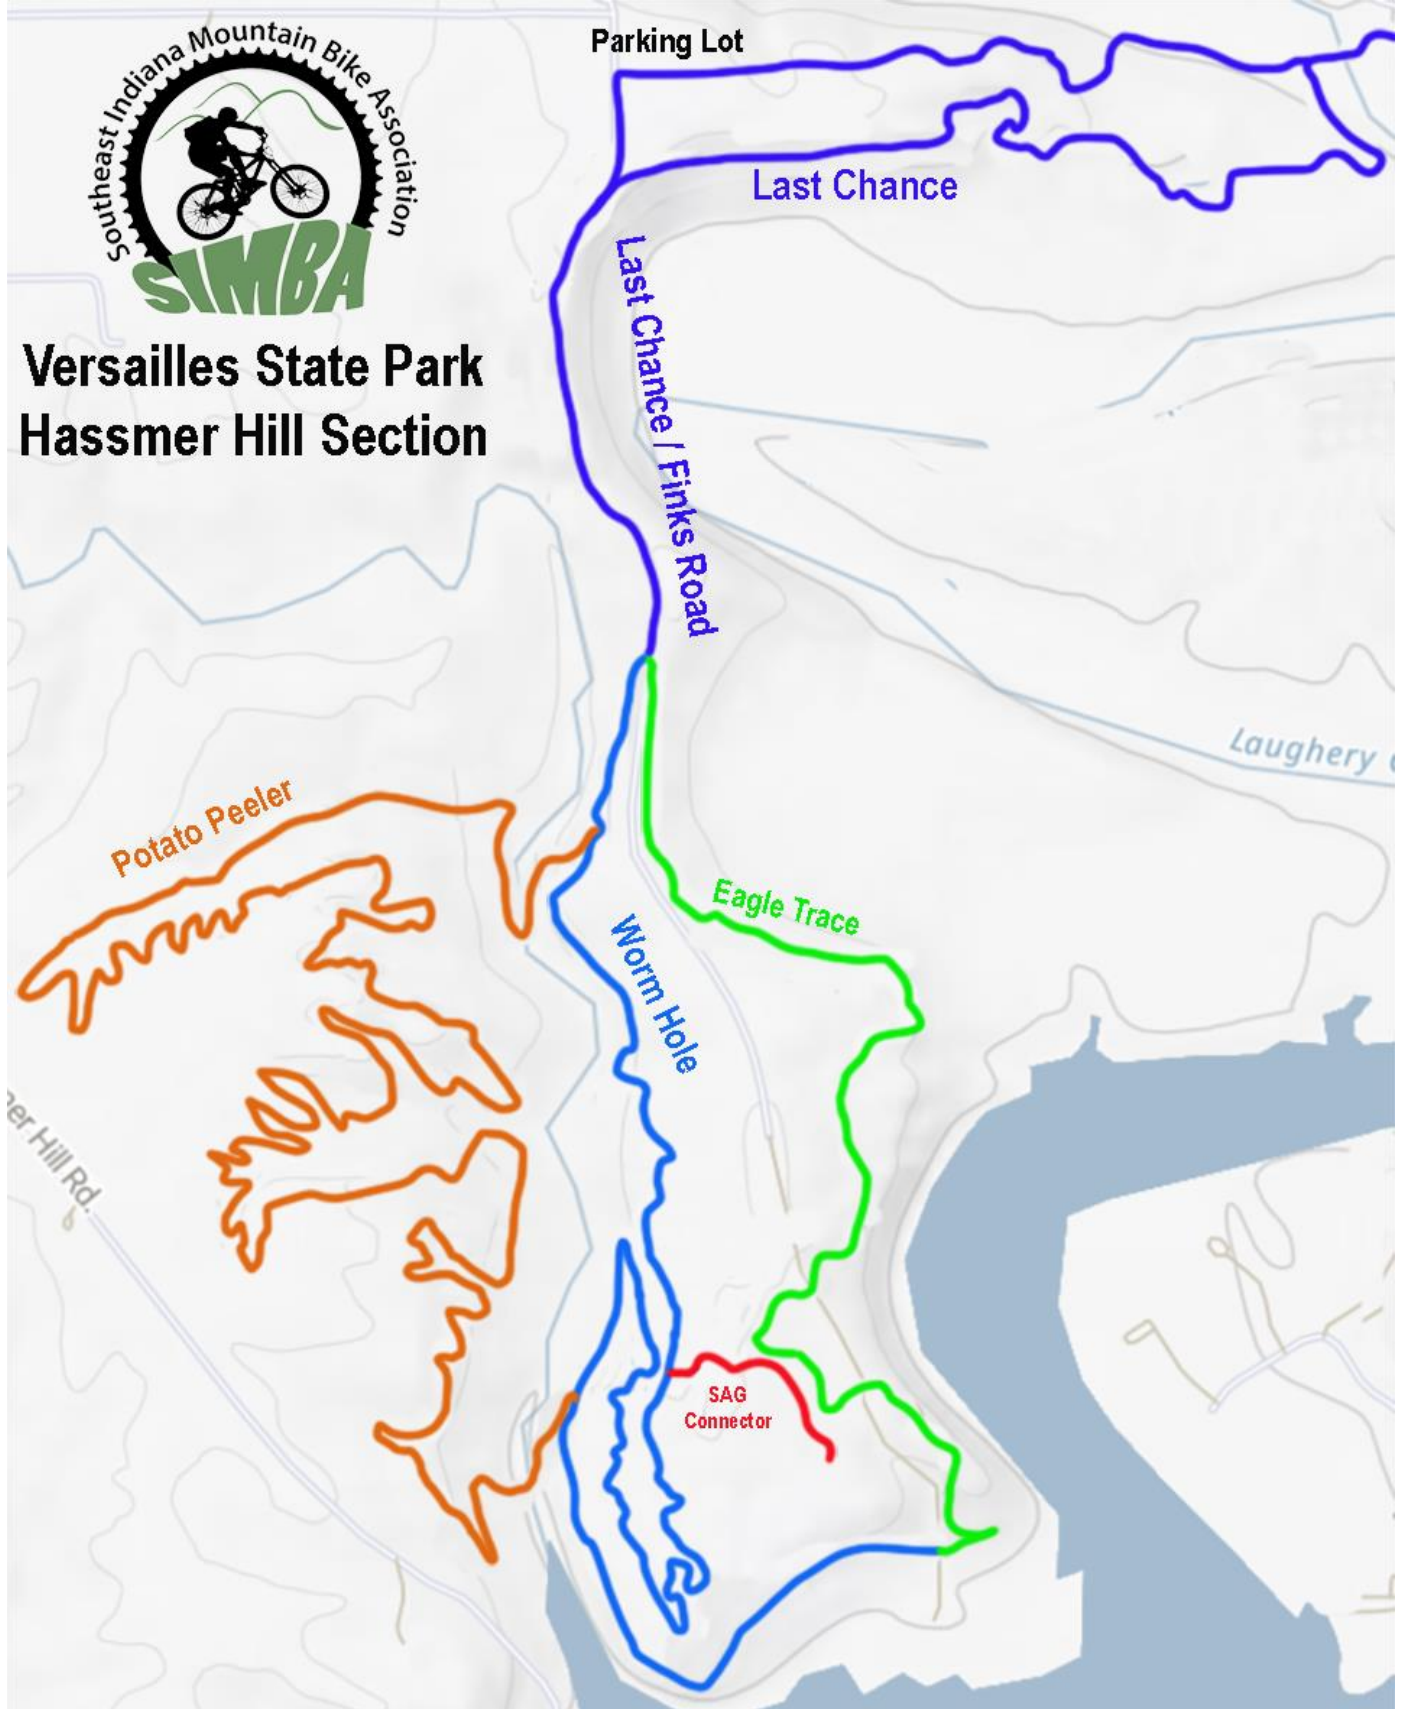 Southeast Indiana Mountain Bike Association
SIMBA
Versailles State Park
Hassmer Hill Section
Parking Lot
Last Chance
Last Chance / Finks Road
Laughery
Potato Peeler
Eagle Trace
Worm Hole
Hill Rd.
SAG
Connector